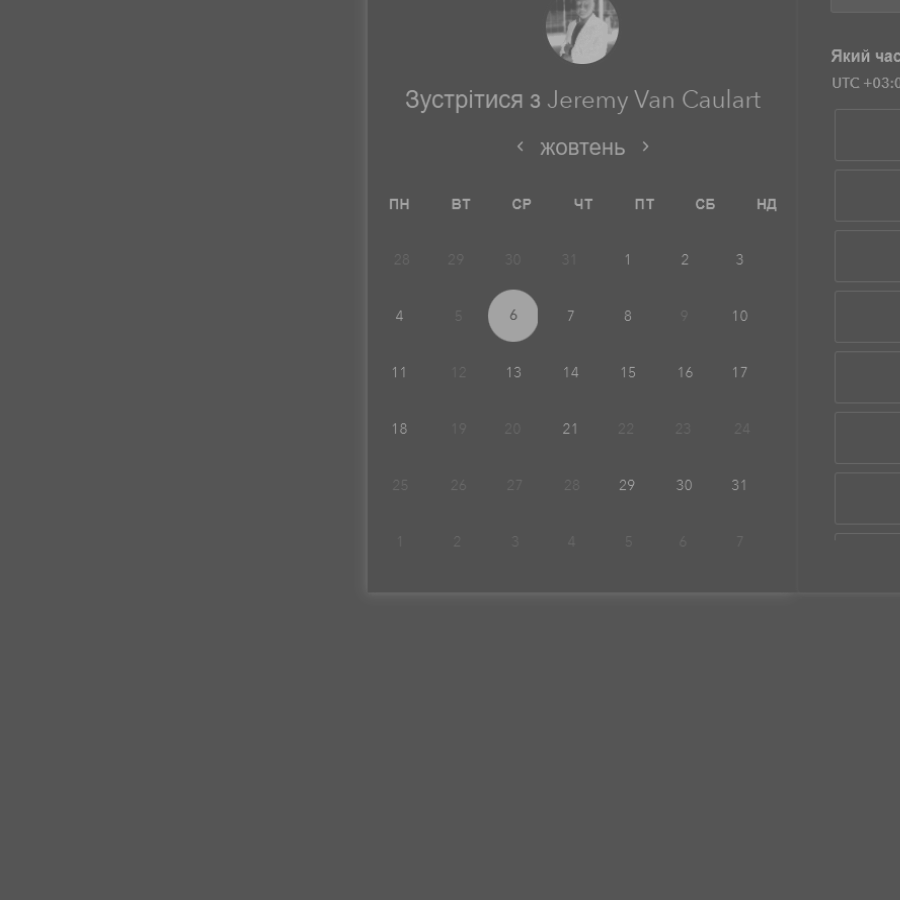 Зустрітися з Jeremy Van Caulart
‹ жовтень ›
ПН ВТ СР ЧТ ПТ СБ НД
28 29 30 31 1 2 3
4 5 6 7 8 9 10
11 12 13 14 15 16 17
18 19 20 21 22 23 24
25 26 27 28 29 30 31
1 2 3 4 5 6 7
Який час
UTC +03:0